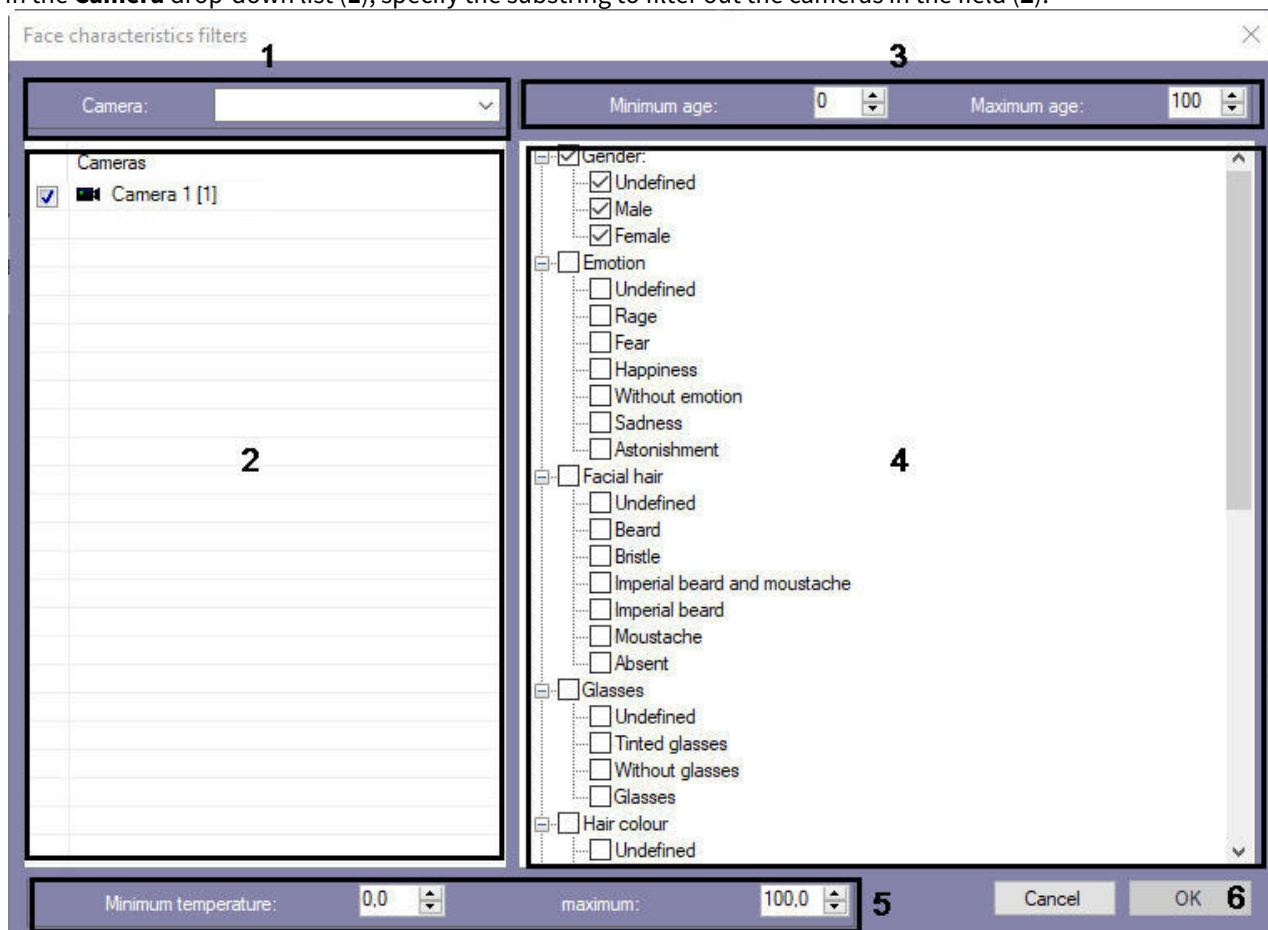 In the Camera drop-down list (1), specify the substring to filter out the cameras in the field (2).
Face characteristics filters
1
3
Camera:
Minimum age: 0 Maximum age: 100
Cameras
Camera 1 [1]
2
Gender:
Undefined
Male
Female
Emotion
Undefined
Rage
Fear
Happiness
Without emotion
Sadness
Astonishment
4
Facial hair
Undefined
Beard
Bristle
Imperial beard and moustache
Imperial beard
Moustache
Absent
Glasses
Undefined
Tinted glasses
Without glasses
Glasses
Hair colour
Undefined
Minimum temperature: 0,0 maximum: 100,0 5
Cancel OK 6